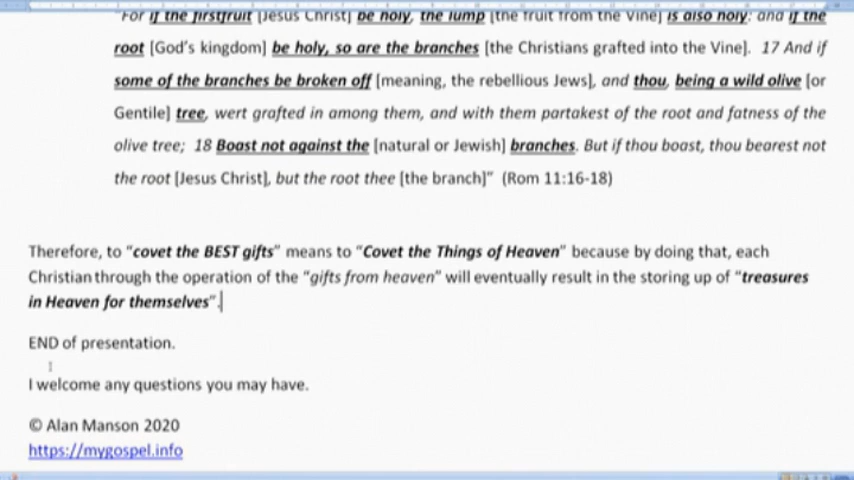 "For if the firstfruit [Jesus Christ] be holy, the lump [the fruit from the Vine] is also holy: and if the
root [God's kingdom] be holy, so are the branches [the Christians grafted into the Vine]. 17 And if
some of the branches be broken off [meaning, the rebellious Jews], and thou, being a wild olive [or
Gentile] tree, wert grafted in among them, and with them partakest of the root and fatness of the
olive tree; 18 Boast not against the [natural or Jewish] branches. But if thou boast, thou bearest not
the root [Jesus Christ], but the root thee [the branch]" (Rom 11:16-18)
Therefore, to "covet the BEST gifts" means to "Covet the Things of Heaven" because by doing that, each
Christian through the operation of the "gifts from heaven" will eventually result in the storing up of "treasures
in Heaven for themselves".
END of presentation.
I welcome any questions you may have.
© Alan Manson 2020
https://mygospel.info